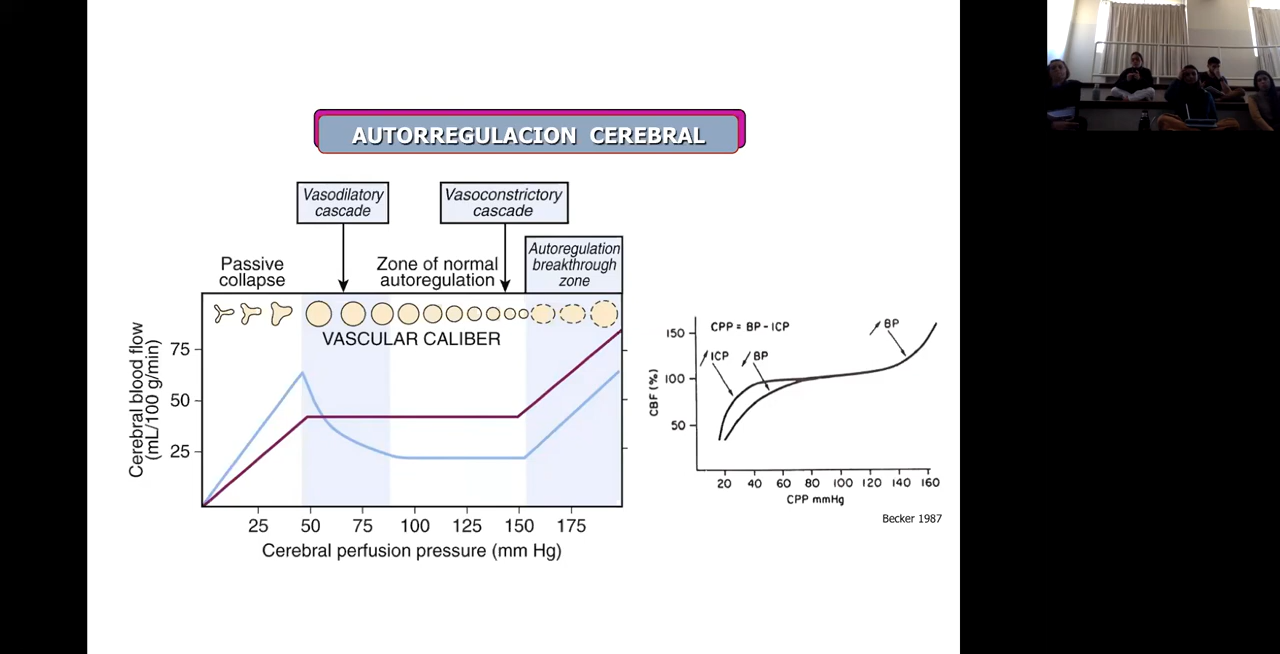 AUTORREGULACION CEREBRAL
Vasodilatory
cascade
Vasoconstrictory
cascade
Passive
collapse
Zone of normal
autoregulation
Autoregulation
breakthrough
zone
VASCULAR CALIBER
Cerebral blood flow
(mL/100 g/min)
75
50
25
25 50 75 100 125 150 175
Cerebral perfusion pressure (mm Hg)
CPP = BP - ICP
ICP
BP
BP
CBF (%)
150
100
50
20 40 60 80 100 120 140 160
CPP mmHg
Becker 1987